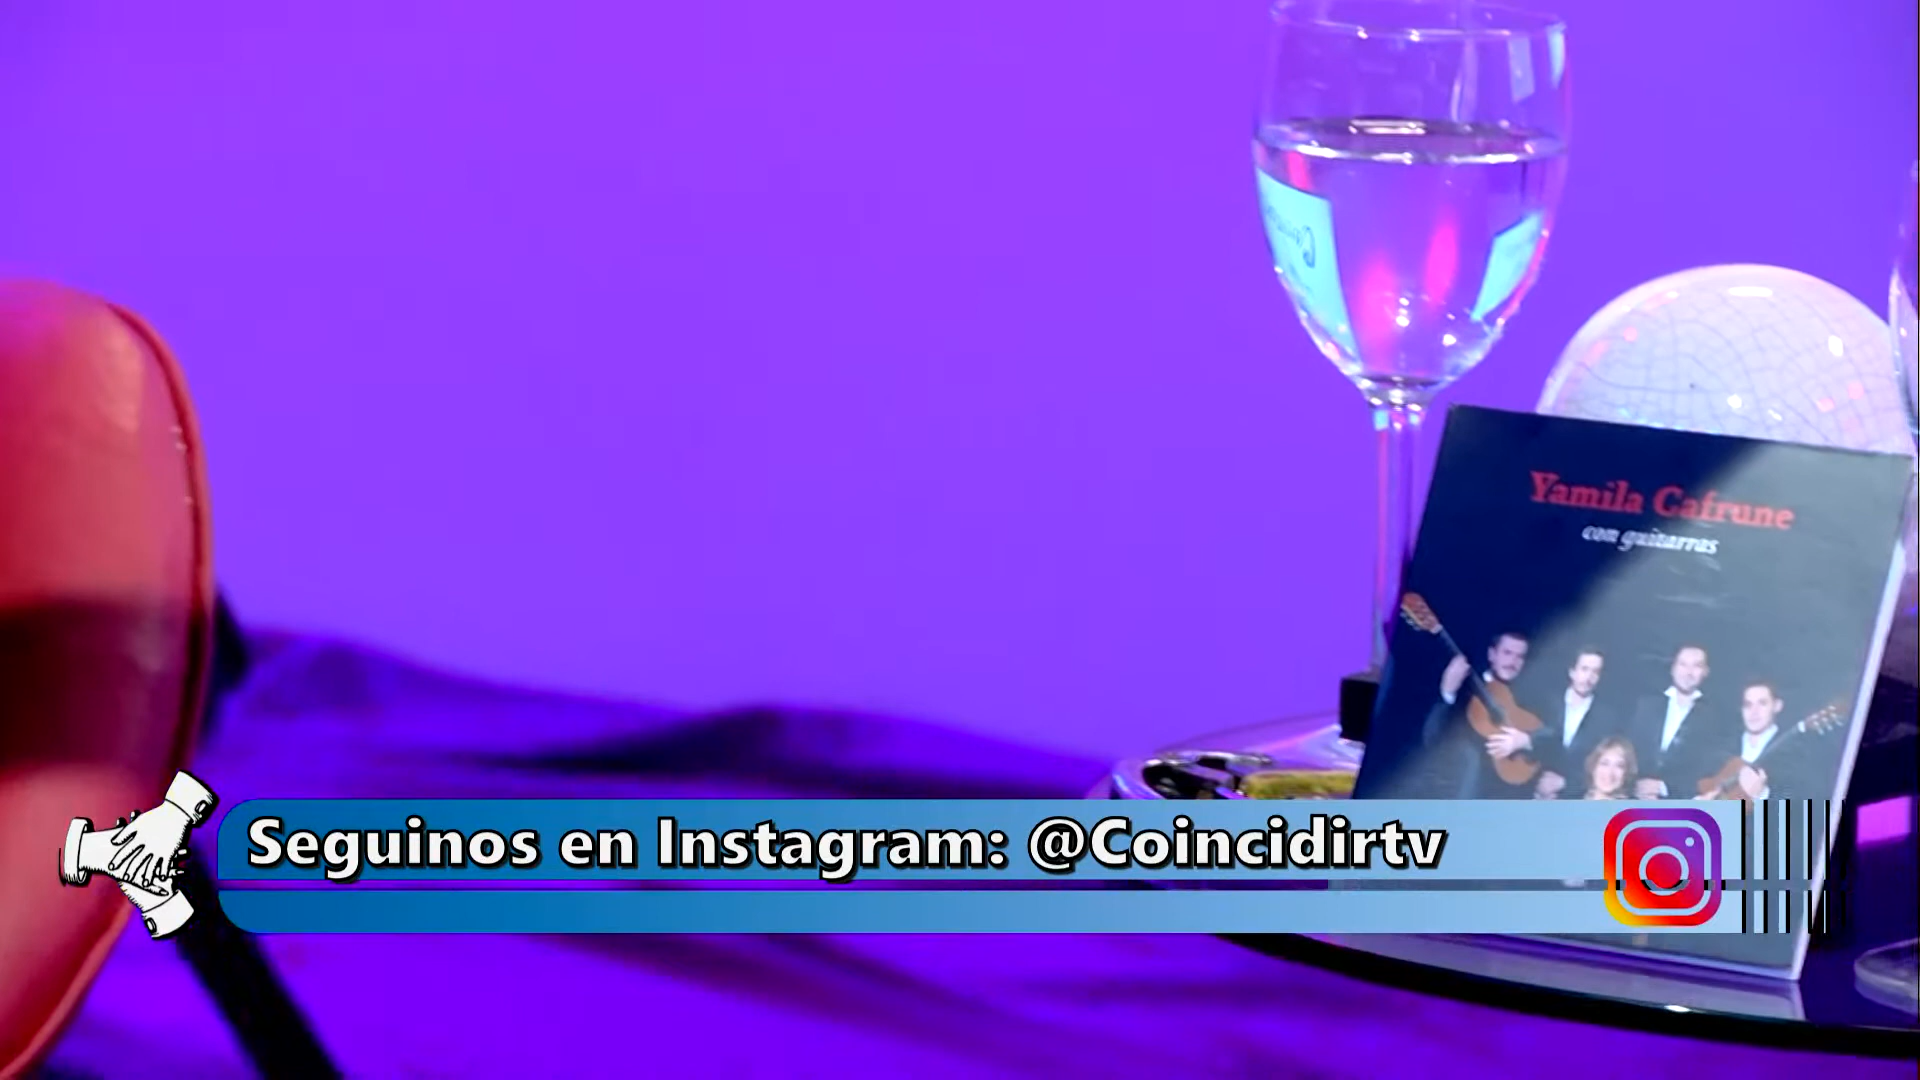 Yamila Cafrune
con guitarras
Seguinos en Instagram: @Coincidirtv